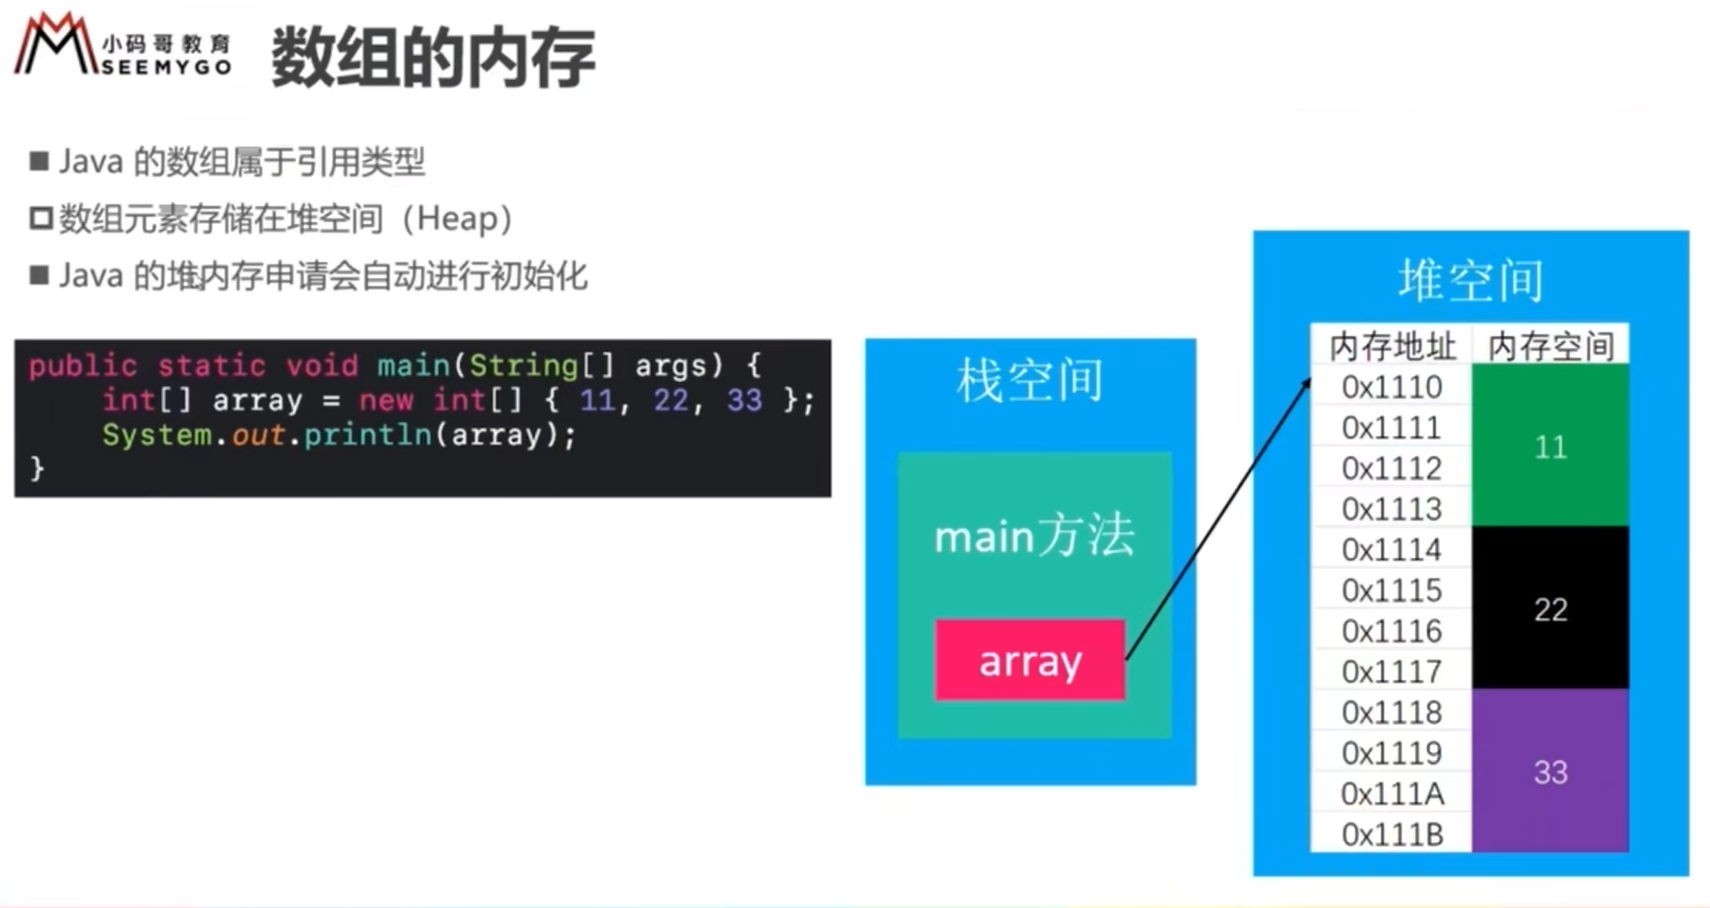 小码哥教育
SEEMYGO
数组的内存
Java 的数组属于引用类型
数组元素存储在堆空间（Heap）
Java 的堆内存申请会自动进行初始化
public static void main(String[] args) {
    int[] array = new int[] { 11, 22, 33 };
    System.out.println(array);
}
栈空间
main方法
array
堆空间
内存地址 内存空间
0x1110
0x1111
11
0x1112
0x1113
0x1114
0x1115
22
0x1116
0x1117
0x1118
0x1119
33
0x111A
0x111B